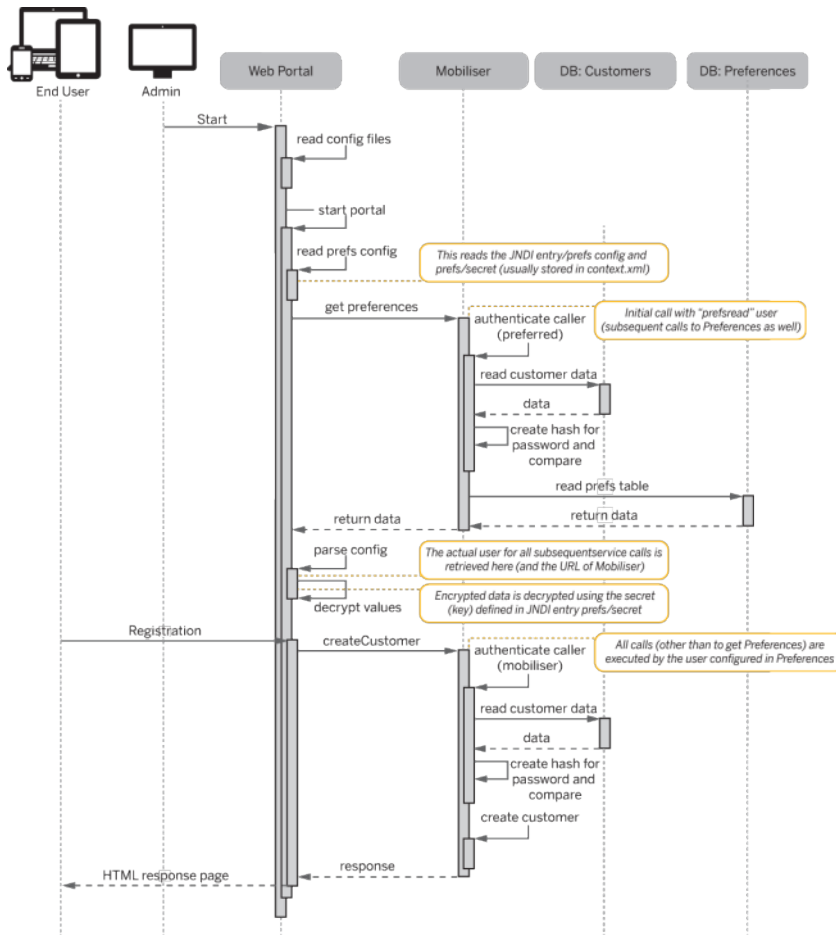 End User
Admin
Web Portal
Mobiliser
DB: Customers
DB: Preferences
Start
read config files
start portal
read prefs config
This reads the JNDI entry/prefs config and
prefs/secret (usually stored in context.xml)
get preferences
authenticate caller
(preferred)
Initial call with "prefsread" user
(subsequent calls to Preferences as well)
read customer data
data
create hash for
password and
compare
read prefs table
return data
return data
parse config
The actual user for all subsequentservice calls is
retrieved here (and the URL of Mobiliser)
decrypt values
Encrypted data is decrypted using the secret
(key) defined in JNDI entry prefs/secret
Registration
createCustomer
authenticate caller
(mobiliser)
All calls (other than to get Preferences) are
executed by the user configured in Preferences
read customer data
data
create hash for
password and
compare
create customer
response
HTML response page